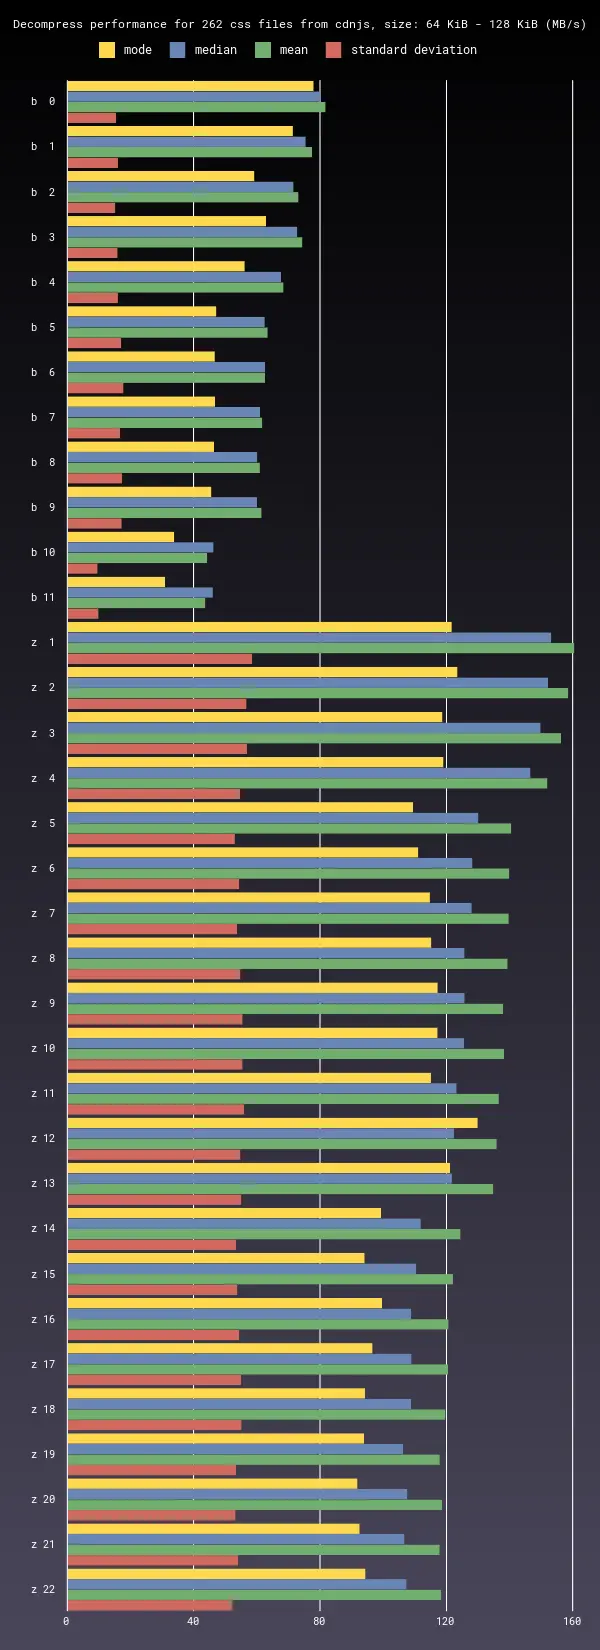 Decompress performance for 262 css files from cdnjs, size: 64 KiB - 128 KiB (MB/s)
mode median mean standard deviation
b 0
b 1
b 2
b 3
b 4
b 5
b 6
b 7
b 8
b 9
b 10
b 11
z 1
z 2
z 3
z 4
z 5
z 6
z 7
z 8
z 9
z 10
z 11
z 12
z 13
z 14
z 15
z 16
z 17
z 18
z 19
z 20
z 21
z 22
0 40 80 120 160